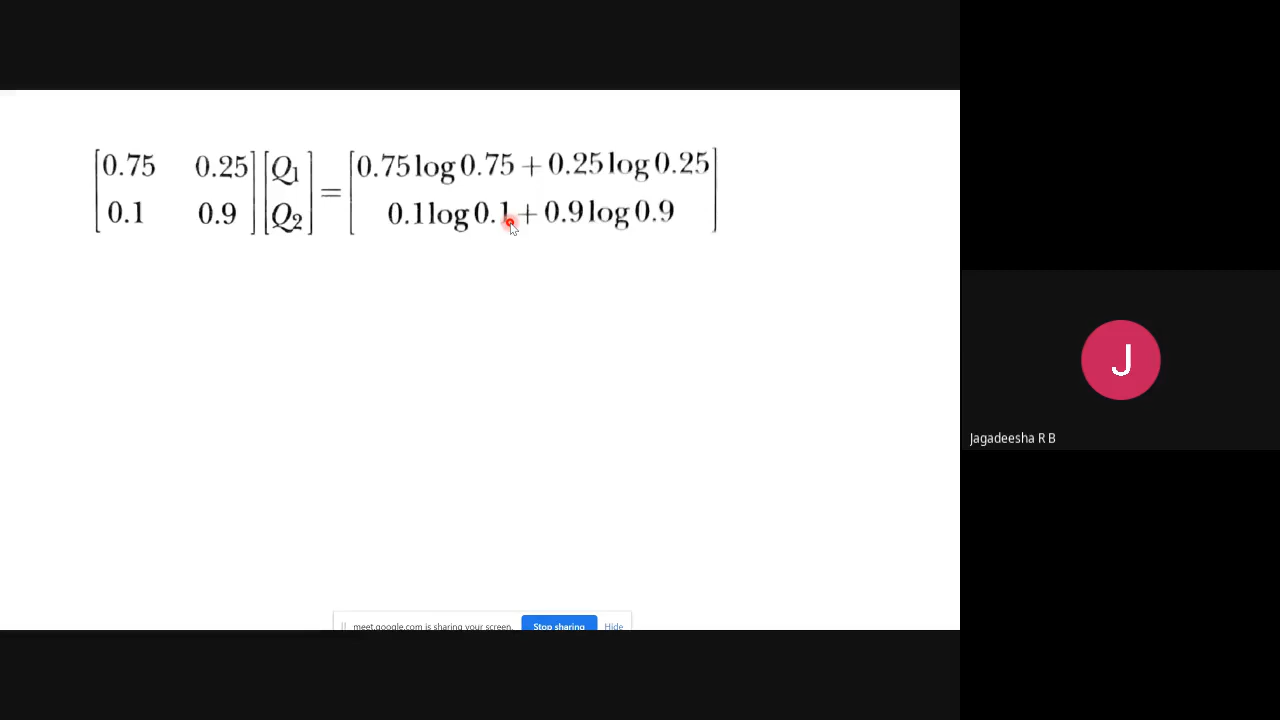 [0.75 0.25] [Q₁] = [0.75 log 0.75 + 0.25 log 0.25]
[0.1 0.9] [Q₂] [0.1 log 0.1 + 0.9 log 0.9]
J
Jagadeesha R B
meet.google.com is sharing your screen. Stop sharing Hide